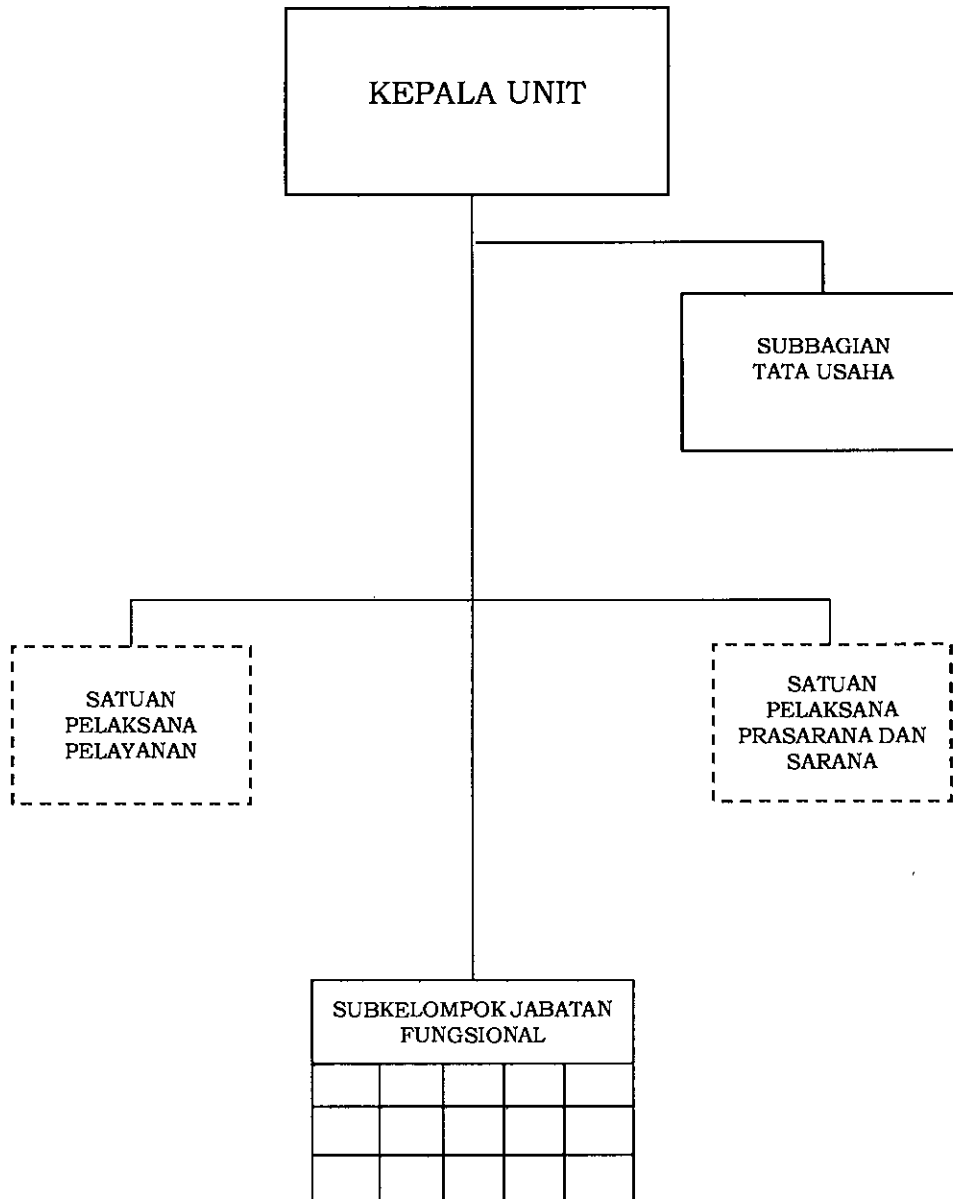 KEPALA UNIT
SUBBAGIAN
TATA USAHA
SATUAN
PELAKSANA
PELAYANAN
SATUAN
PELAKSANA
PRASARANA DAN
SARANA
SUBKELOMPOK JABATAN
FUNGSIONAL